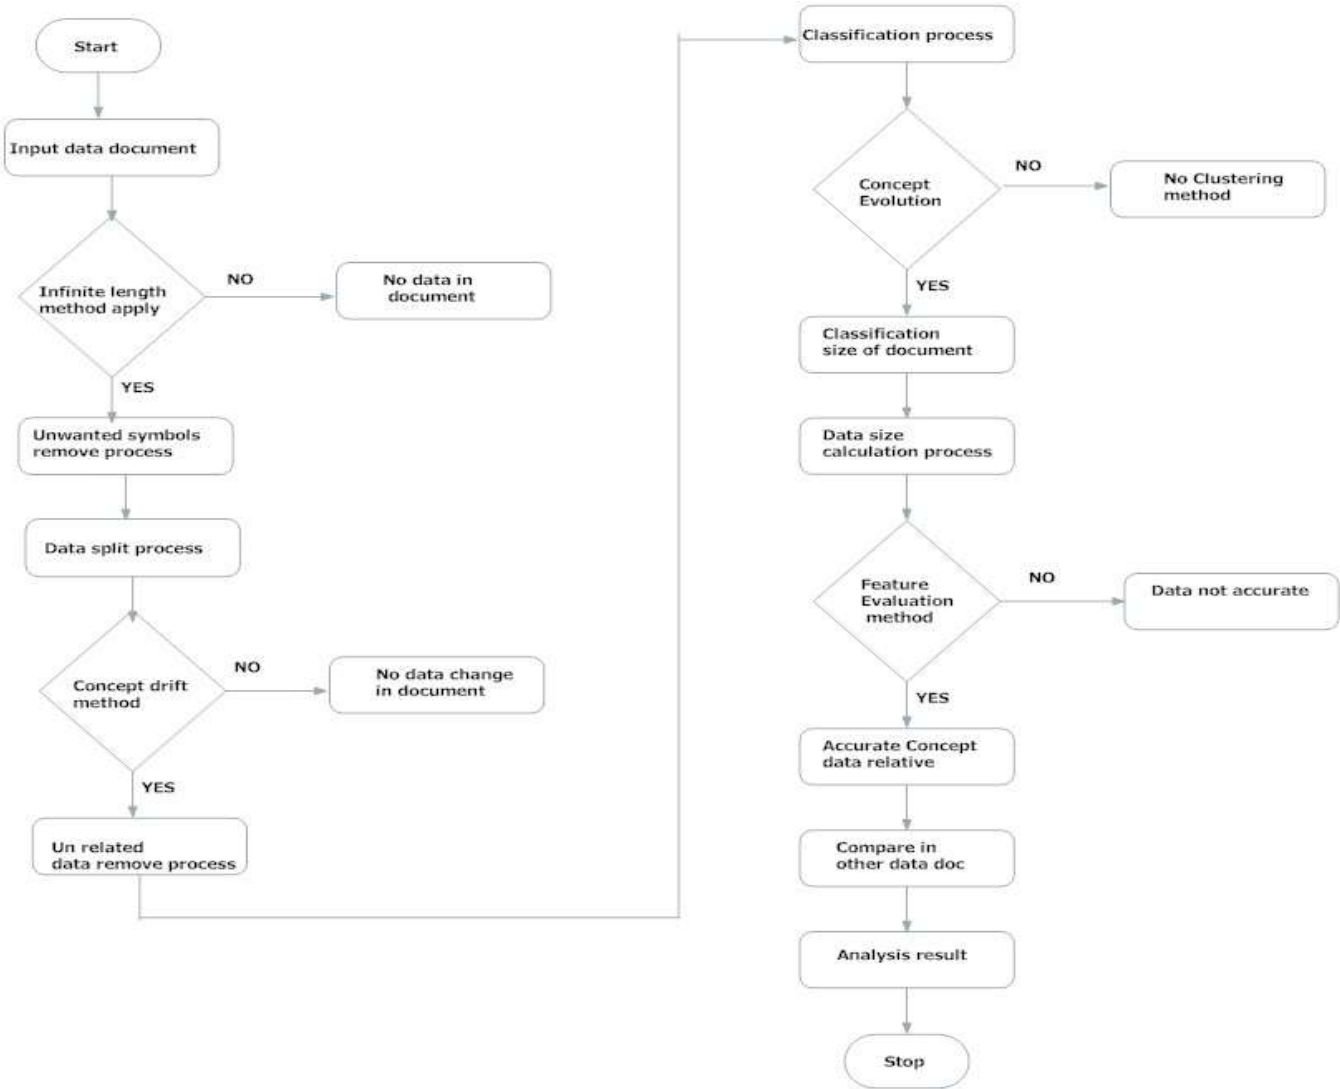 Start
Input data document
Infinite length
method apply
NO
No data in
document
YES
Unwanted symbols
remove process
Data split process
Concept drift
method
NO
No data change
in document
YES
Un related
data remove process
Classification process
Concept
Evolution
NO
No Clustering
method
YES
Classification
size of document
Data size
calculation process
Feature
Evaluation
method
NO
Data not accurate
YES
Accurate Concept
data relative
Compare in
other data doc
Analysis result
Stop